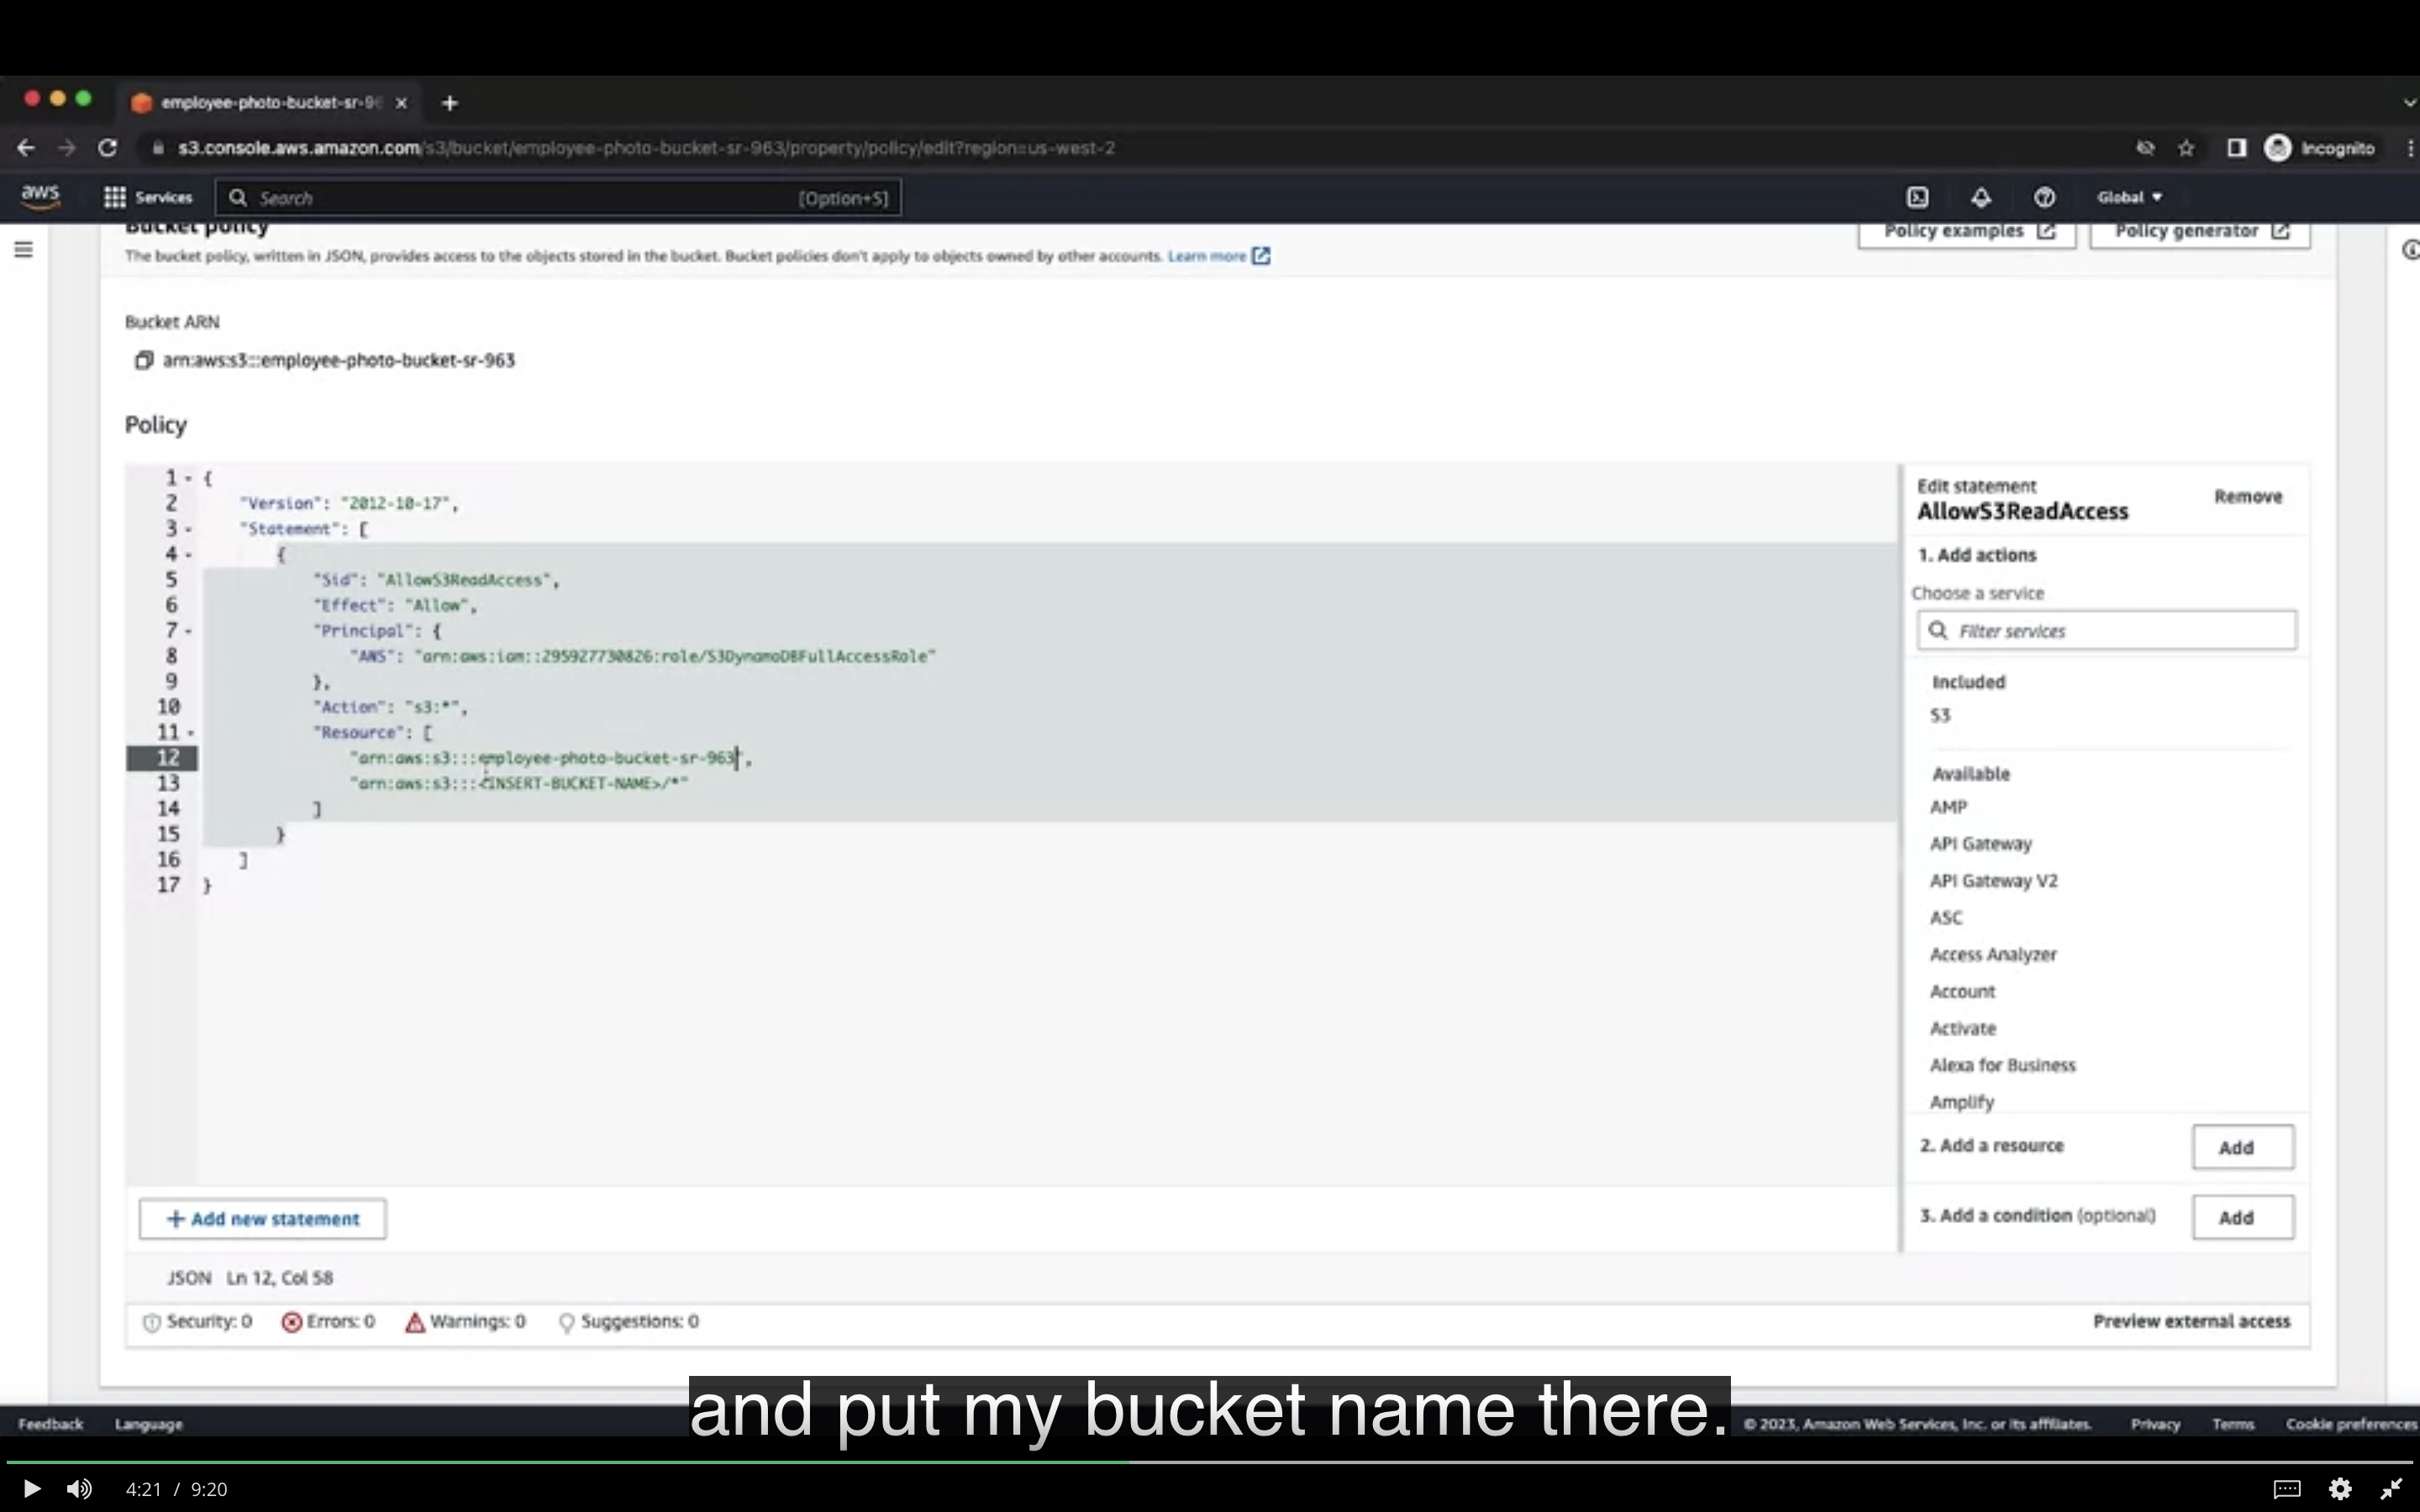 employee-photo-bucket-sr-96
s3.console.aws.amazon.com/s3/bucket/employee-photo-bucket-sr-963/property/policy/edit?region=us-west-2
Incognito
aws
Services
Search
[Option+S]
Global
Bucket policy
Policy examples
Policy generator
The bucket policy, written in JSON, provides access to the objects stored in the bucket. Bucket policies don't apply to objects owned by other accounts. Learn more
Bucket ARN
arn:aws:s3:::employee-photo-bucket-sr-963
Policy
1 {
2 "Version": "2012-10-17",
3 "Statement": [
4 {
5 "Sid": "AllowS3ReadAccess",
6 "Effect": "Allow",
7 "Principal": {
8 "AWS": "arn:aws:iam::295927730826:role/S3DynamoDBFullAccessRole"
9 },
10 "Action": "s3:*",
11 "Resource": [
12 "arn:aws:s3:::employee-photo-bucket-sr-963",
13 "arn:aws:s3:::<INSERT-BUCKET-NAME>/*"
14 ]
15 }
16 ]
17 }
Edit statement
AllowS3ReadAccess
Remove
1. Add actions
Choose a service
Filter services
Included
S3
Available
AMP
API Gateway
API Gateway V2
ASC
Access Analyzer
Account
Activate
Alexa for Business
Amplify
2. Add a resource
Add
3. Add a condition (optional)
Add
+ Add new statement
JSON Ln 12, Col 58
Security: 0 Errors: 0 Warnings: 0 Suggestions: 0
Preview external access
and put my bucket name there.
Feedback Language
© 2023, Amazon Web Services, Inc. or its affiliates. Privacy Terms Cookie preferences
4:21 / 9:20